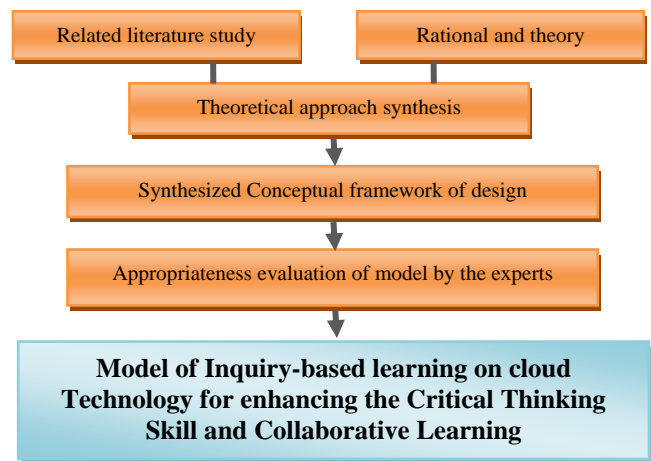 Related literature study
Rational and theory
Theoretical approach synthesis
Synthesized Conceptual framework of design
Appropriateness evaluation of model by the experts
Model of Inquiry-based learning on cloud
Technology for enhancing the Critical Thinking
Skill and Collaborative Learning